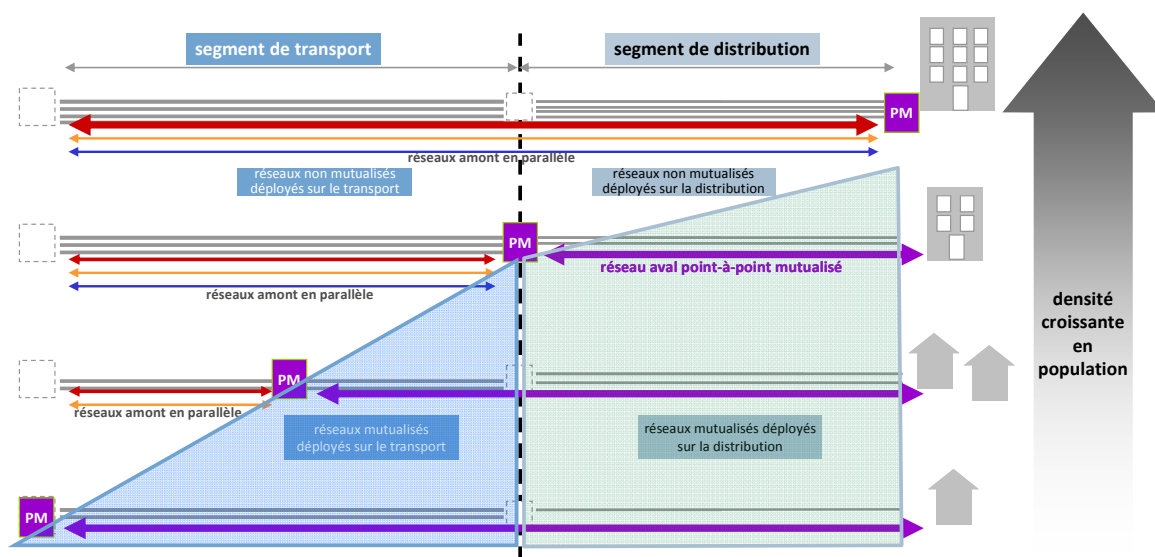 segment de transport
segment de distribution
PM
réseaux amont en parallèle
réseaux non mutualisés
déployés sur le transport
réseaux non mutualisés
déployés sur la distribution
PM
réseau aval point-à-point mutualisé
réseaux amont en parallèle
densité
croissante
en
population
PM
réseaux amont en parallèle
réseaux mutualisés
déployés sur le transport
réseaux mutualisés déployés
sur la distribution
PM